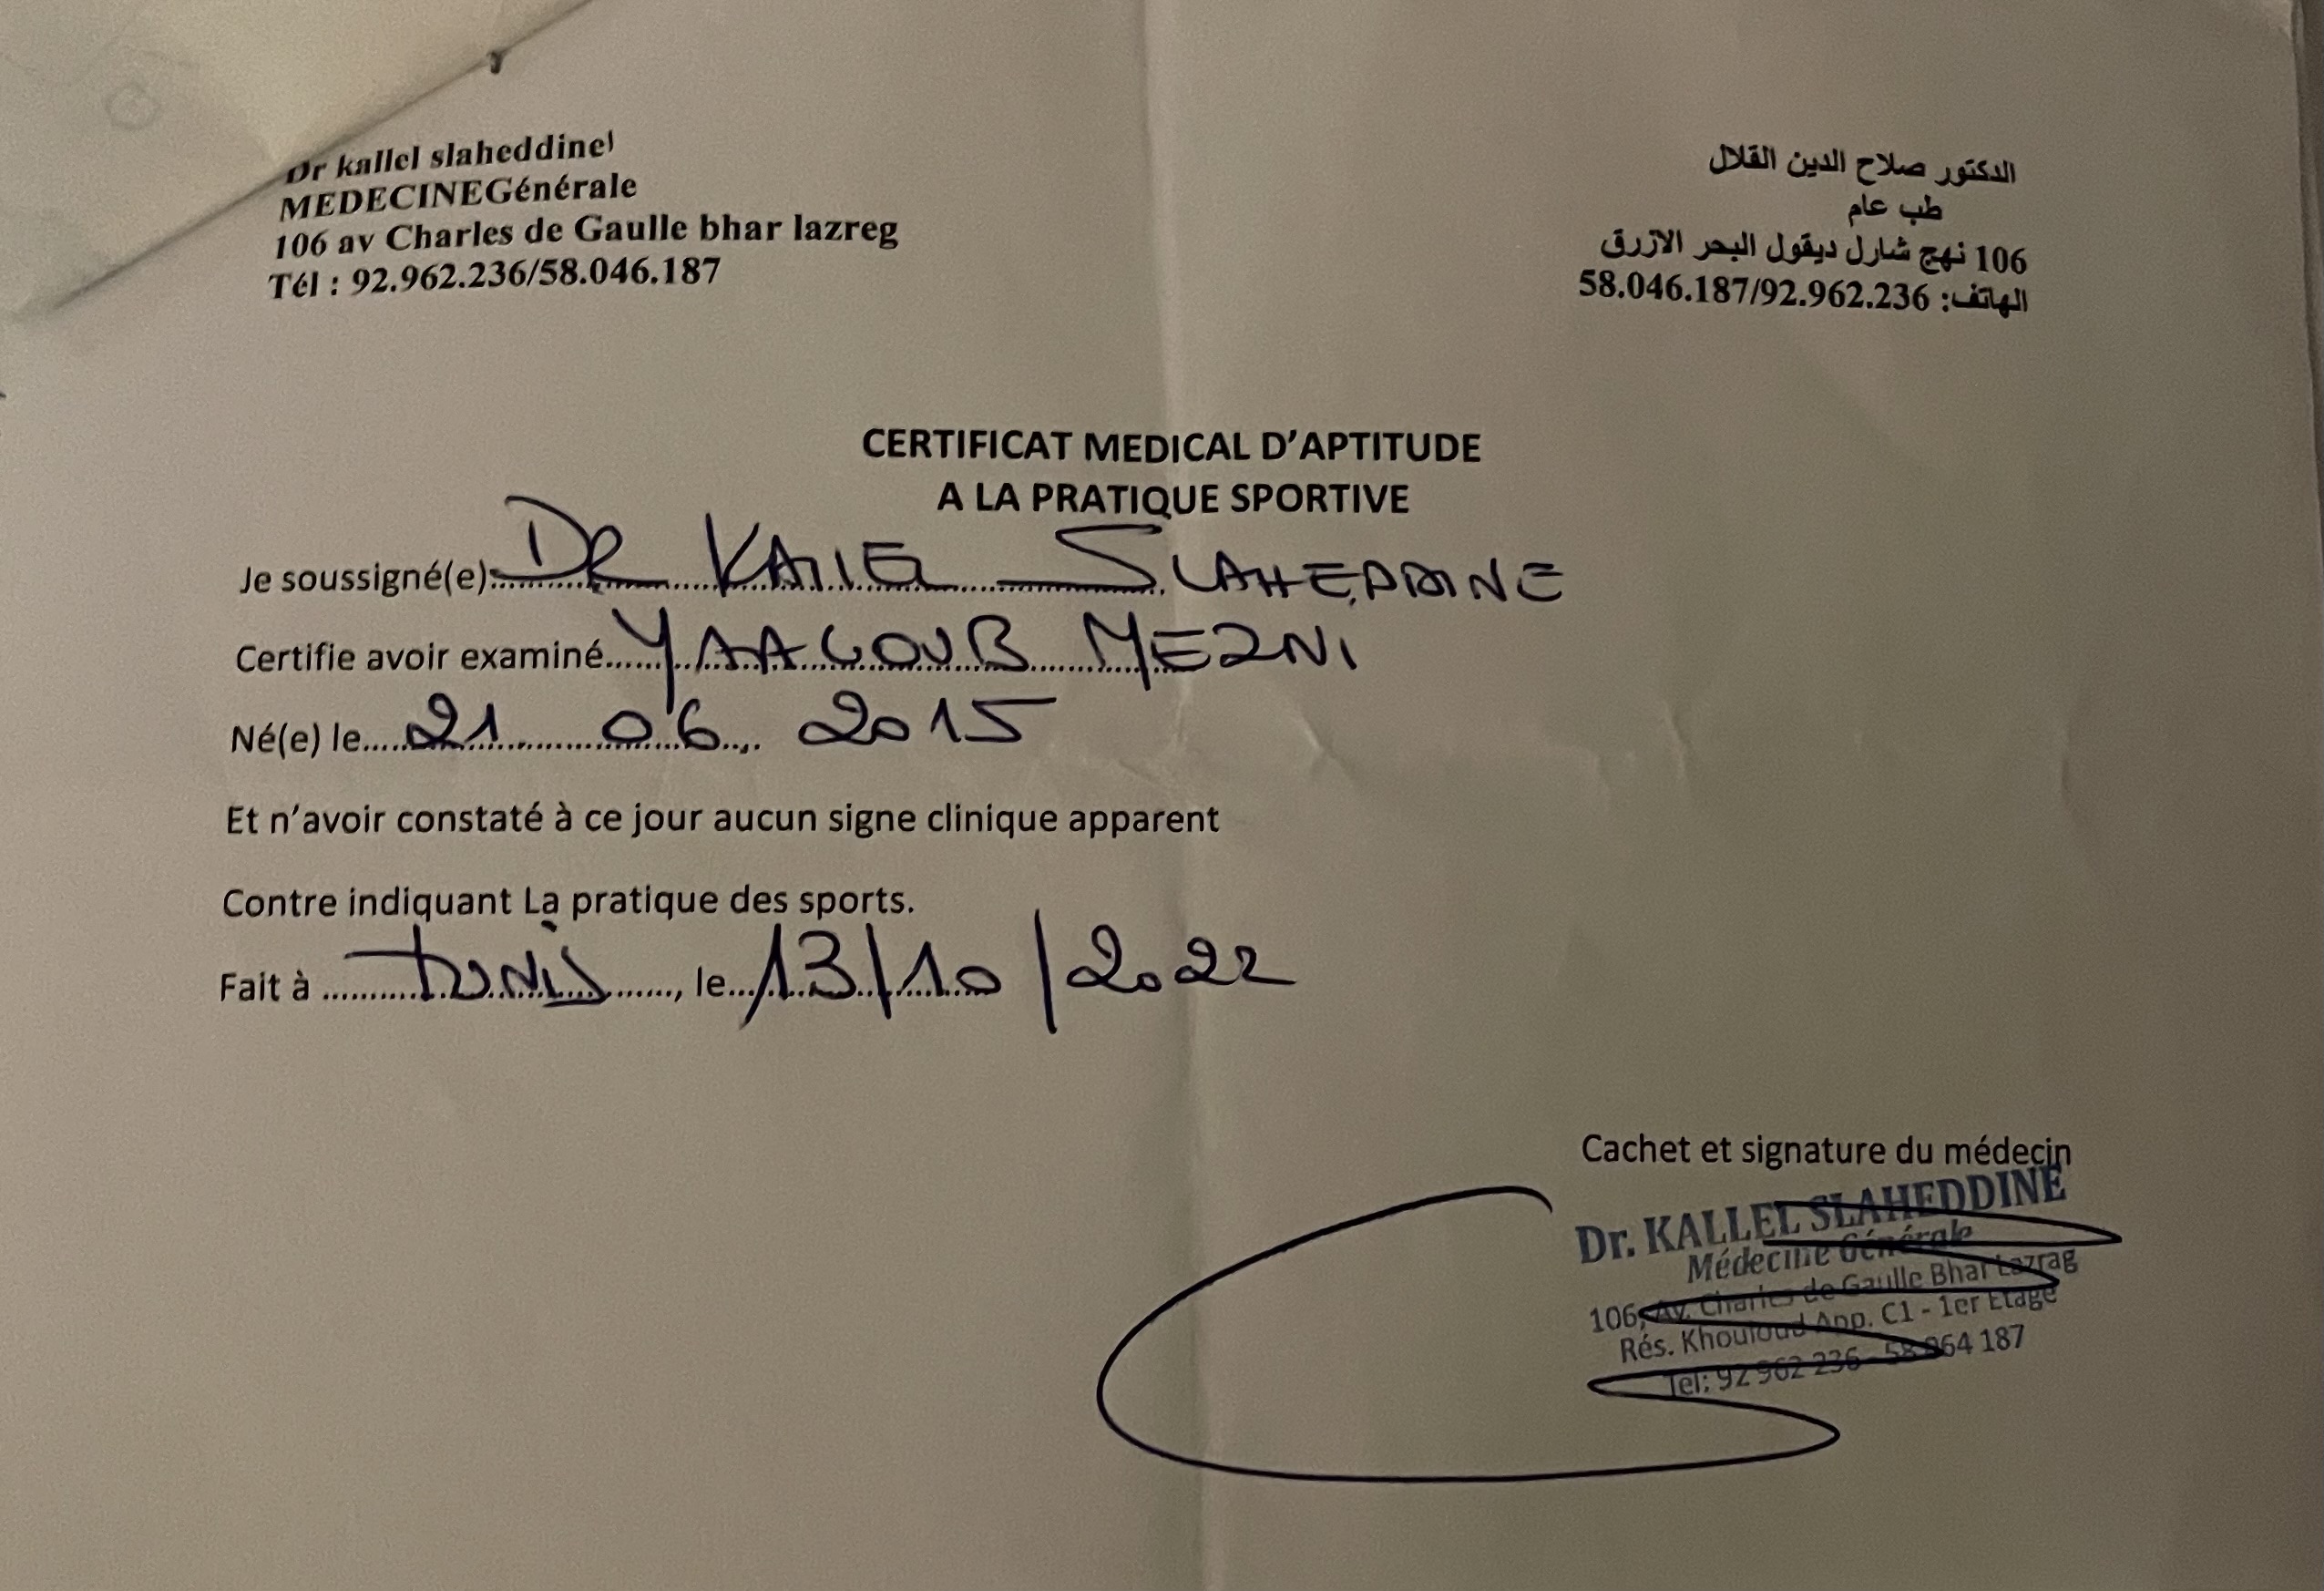 Dr kallel slaheddine
MEDECINEGénérale
106 av Charles de Gaulle bhar lazreg
Tél : 92.962.236/58.046.187
الدكتور صلاح الدين القلال
طب عام
106 نهج شارل ديقول البحر الازرق
الهاتف: 58.046.187/92.962.236
CERTIFICAT MEDICAL D'APTITUDE
A LA PRATIQUE SPORTIVE
Je soussigné(e) DR KALLEL SLAHEDDINE
Certifie avoir examiné YAACOUB MEZNI
Né(e) le 21 06 2015
Et n'avoir constaté à ce jour aucun signe clinique apparent
Contre indiquant La pratique des sports.
Fait à TUNIS, le 13/10/2022
Cachet et signature du médecin
Dr. KALLEL SLAHEDDINE
Médecine Générale
106, Av. Charles de Gaulle Bhar Lazrag
Rés. Khouloud App. C1 - 1er Etage
Tel: 92 962 236 - 58 064 187